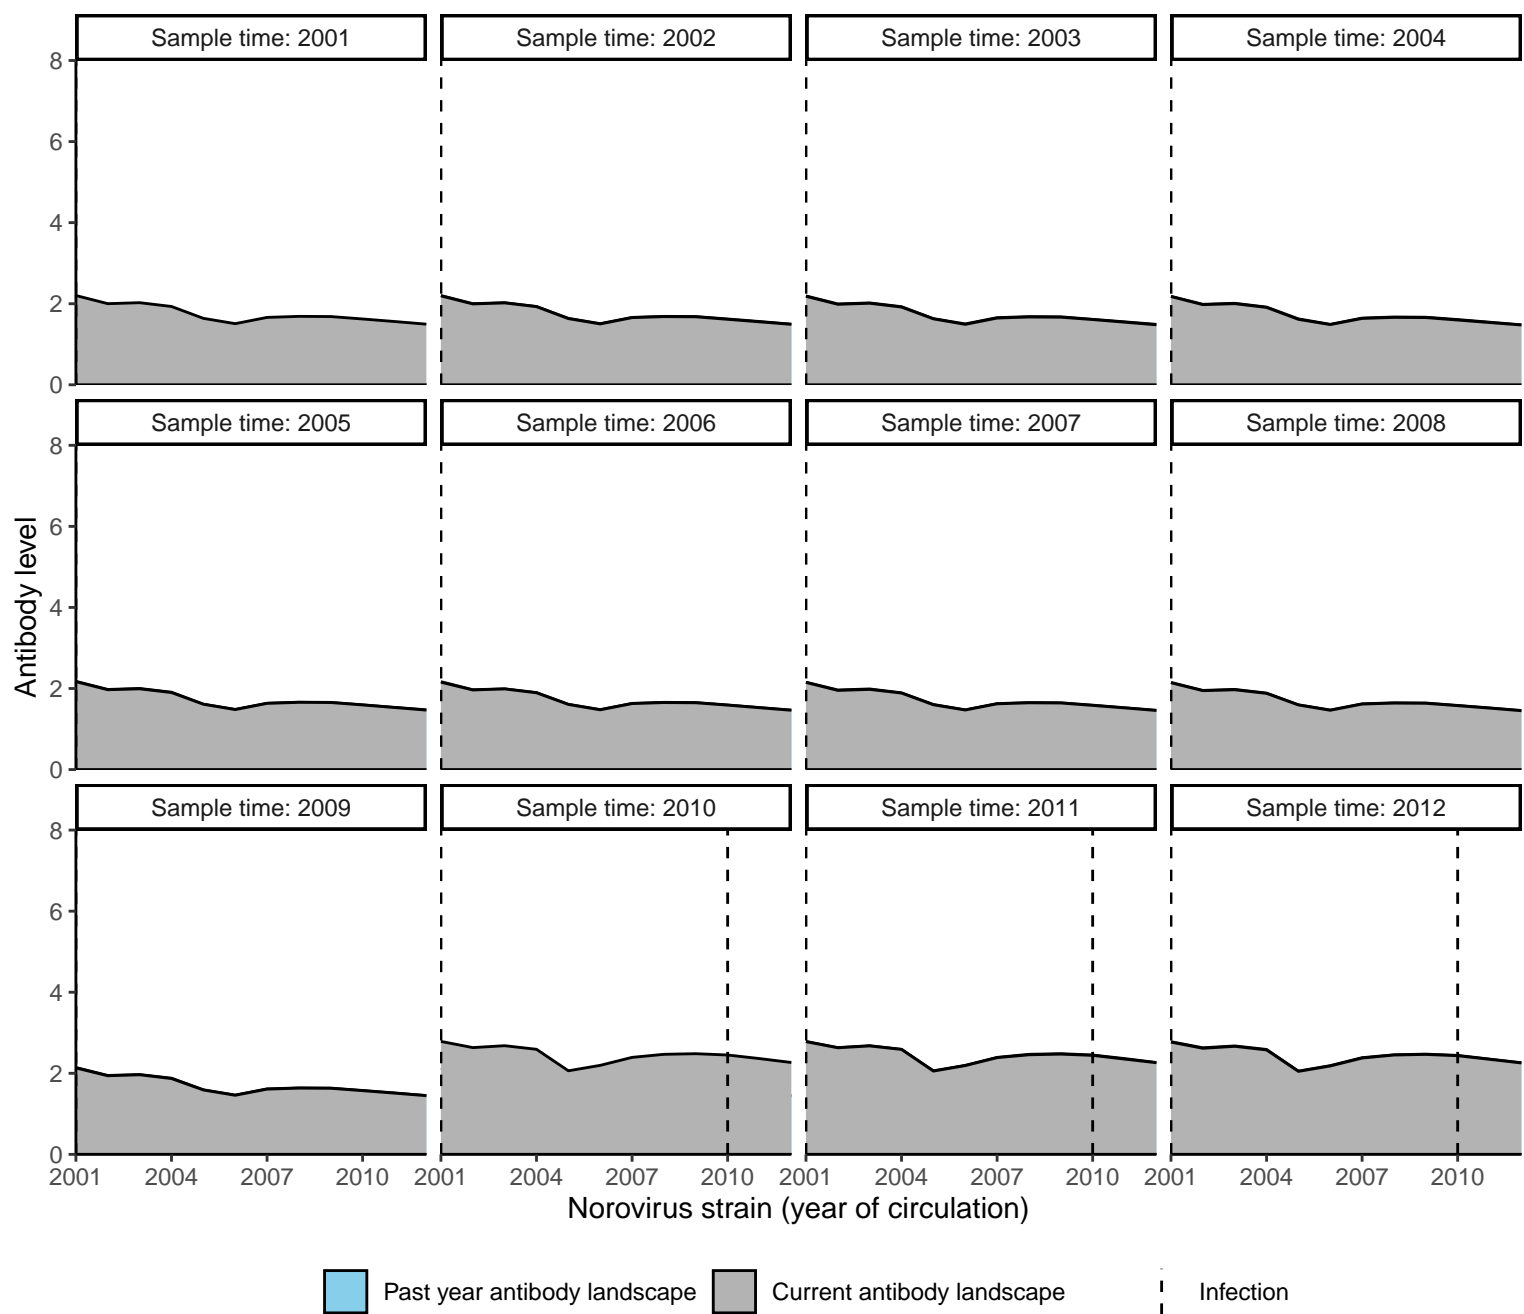 Sample time: 2001 Sample time: 2002 Sample time: 2003 Sample time: 2004
8
6
4
2
0
Sample time: 2005 Sample time: 2006 Sample time: 2007 Sample time: 2008
8
6
4
2
0
Sample time: 2009 Sample time: 2010 Sample time: 2011 Sample time: 2012
8
6
4
2
0
Antibody level
2001 2004 2007 2010 2001 2004 2007 2010 2001 2004 2007 2010 2001 2004 2007 2010
Norovirus strain (year of circulation)
Past year antibody landscape Current antibody landscape Infection